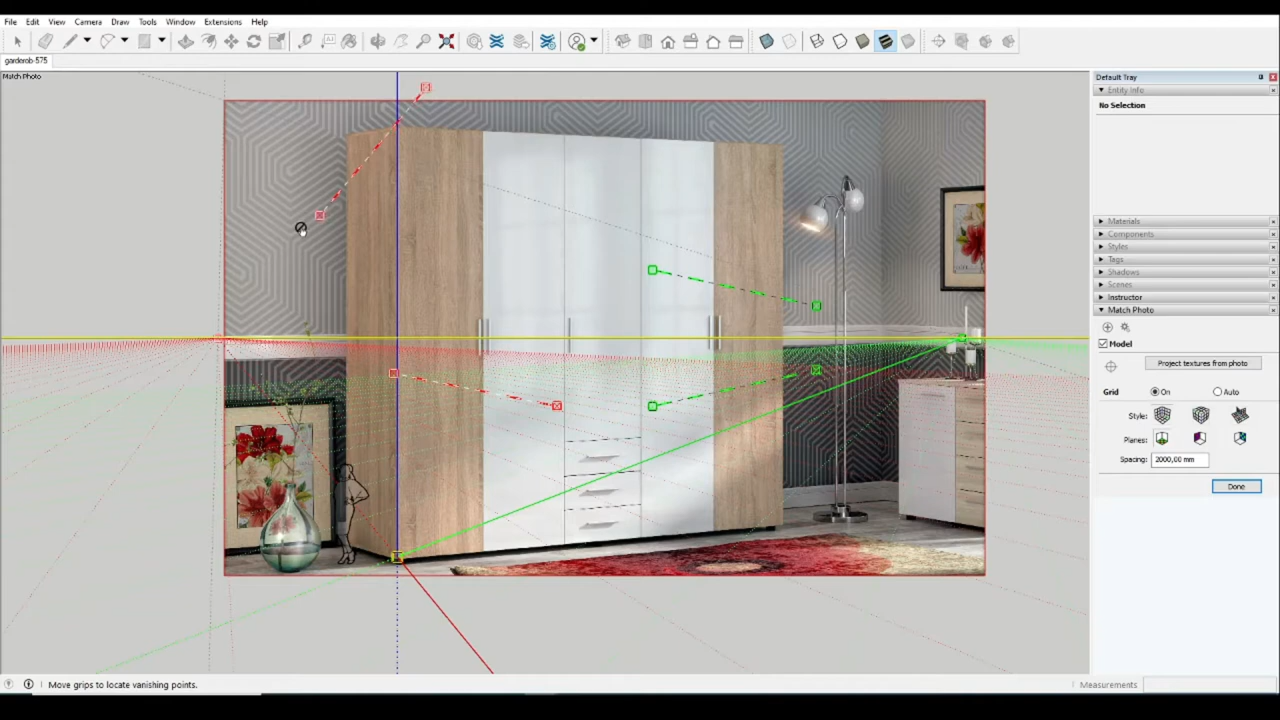 File Edit View Camera Draw Tools Window Extensions Help
garderob-575
Match Photo
Default Tray
Entity Info
No Selection
Materials
Components
Styles
Tags
Shadows
Scenes
Instructor
Match Photo
Model
Project textures from photo
Grid On Auto
Style:
Planes:
Spacing: 2000,00 mm
Done
Move grips to locate vanishing points.
Measurements